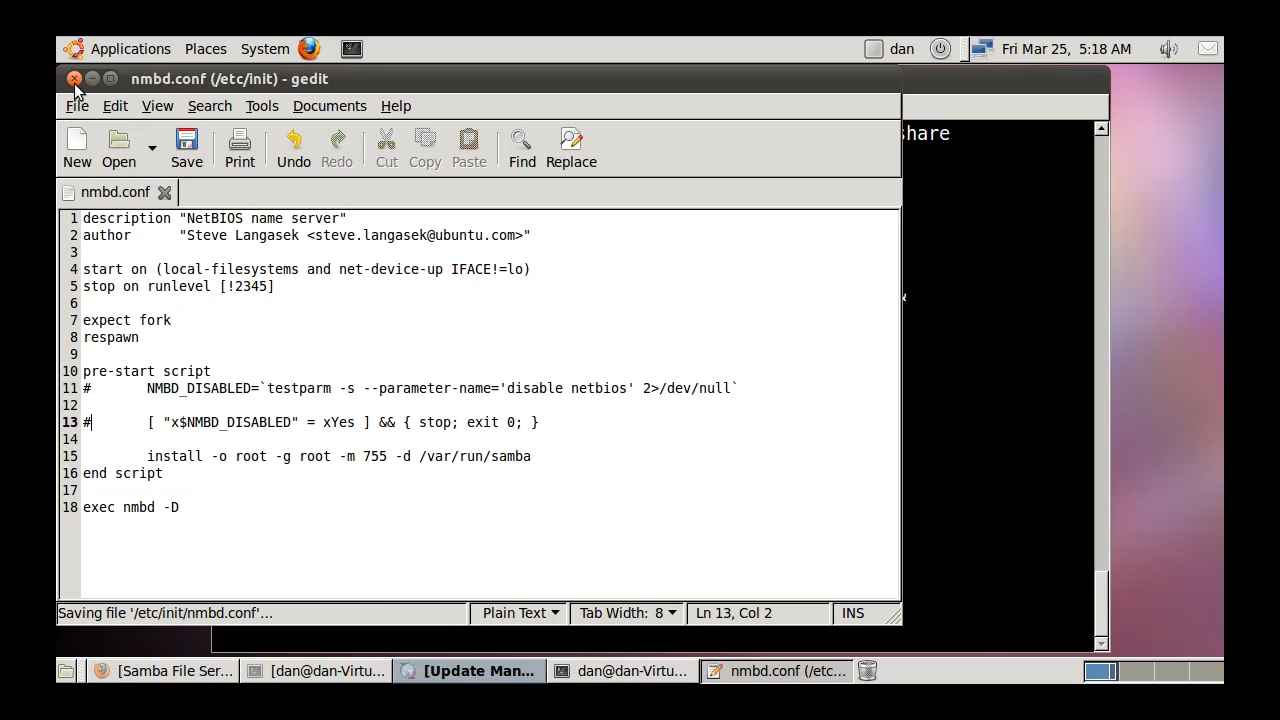 Applications Places System dan Fri Mar 25, 5:18 AM
nmbd.conf (/etc/init) - gedit
File Edit View Search Tools Documents Help
New Open Save Print Undo Redo Cut Copy Paste Find Replace
share
nmbd.conf
1 description "NetBIOS name server"
2 author "Steve Langasek <steve.langasek@ubuntu.com>"
3
4 start on (local-filesystems and net-device-up IFACE!=lo)
5 stop on runlevel [!2345]
6
7 expect fork
8 respawn
9
10 pre-start script
11 # NMBD_DISABLED=`testparm -s --parameter-name='disable netbios' 2>/dev/null`
12
13 # [ "x$NMBD_DISABLED" = xYes ] && { stop; exit 0; }
14
15 install -o root -g root -m 755 -d /var/run/samba
16 end script
17
18 exec nmbd -D
Saving file '/etc/init/nmbd.conf'... Plain Text Tab Width: 8 Ln 13, Col 2 INS
[Samba File Ser... [dan@dan-Virtu... [Update Man... dan@dan-Virtu... nmbd.conf (/etc...